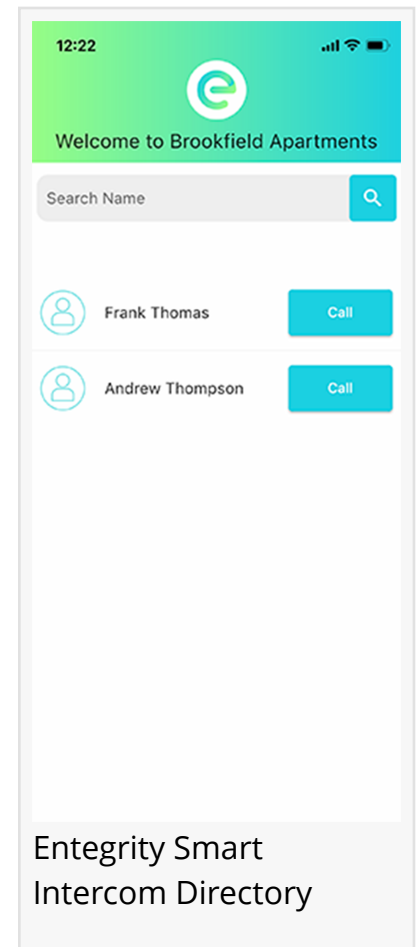 12:22
Welcome to Brookfield Apartments
Search Name
Frank Thomas Call
Andrew Thompson Call
Entegrity Smart
Intercom Directory